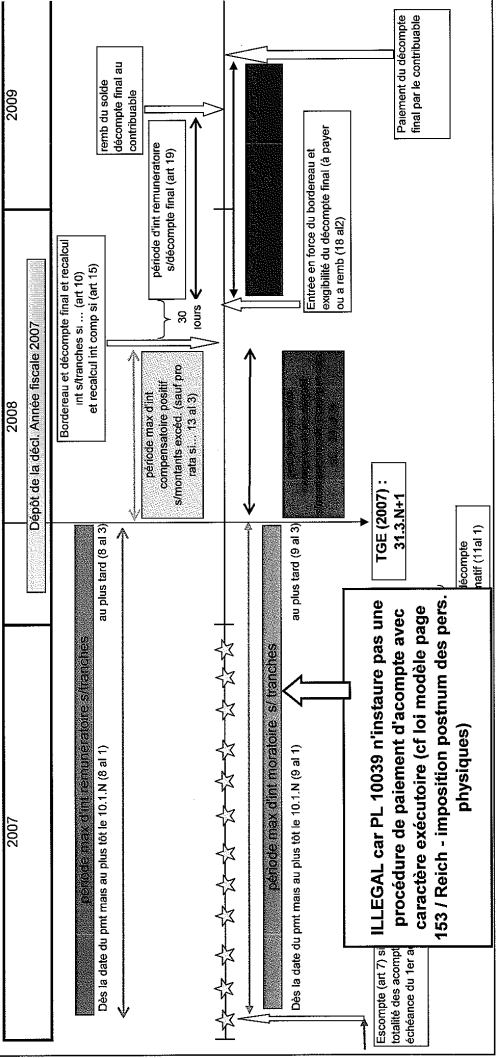 2007
2008
2009
Dépôt de la décl. Année fiscale 2007
période max d'int rémunératoire s/tranches
Dès la date du pmt mais au plus tôt le 10.1.N (8 al 1)
au plus tard (8 al 3)
Bordereau et décompte final et recalcul
int s/tranches si ... (art 10)
et recalcul int comp si (art 15)
remb du solde
décompte final au
contribuable
période d'int rémunératoire
s/décompte final (art 19)
30
jours
période max d'int
compensatoire positif
s/montants excéd. (sauf pro
rata si... 13 al 3)
période max d'int moratoire s/ tranches
Dès la date du pmt mais au plus tôt le 10.1.N (9 al 1)
au plus tard (9 al 3)
Entrée en force du bordereau et
exigibilité du décompte final (à payer
ou a remb (18 al2)
Paiement du décompte
final par le contribuable
TGE (2007) :
31.3.N+1
décompte
matif (11al 1)
Escompte (art 7) si
totalité des acompt
échéance du 1er ac
ILLEGAL car PL 10039 n'instaure pas une
procédure de paiement d'acompte avec
caractère exécutoire (cf loi modèle page
153 / Reich - imposition postnum des pers.
physiques)